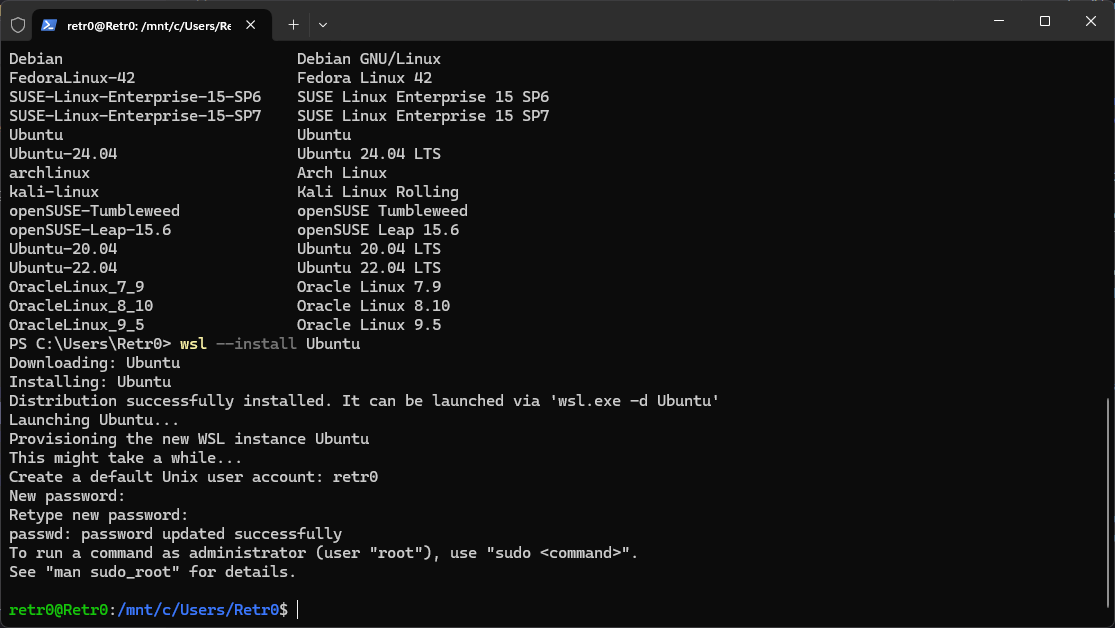 retr0@Retr0: /mnt/c/Users/Re
Debian Debian GNU/Linux
FedoraLinux-42 Fedora Linux 42
SUSE-Linux-Enterprise-15-SP6 SUSE Linux Enterprise 15 SP6
SUSE-Linux-Enterprise-15-SP7 SUSE Linux Enterprise 15 SP7
Ubuntu Ubuntu
Ubuntu-24.04 Ubuntu 24.04 LTS
archlinux Arch Linux
kali-linux Kali Linux Rolling
openSUSE-Tumbleweed openSUSE Tumbleweed
openSUSE-Leap-15.6 openSUSE Leap 15.6
Ubuntu-20.04 Ubuntu 20.04 LTS
Ubuntu-22.04 Ubuntu 22.04 LTS
OracleLinux_7_9 Oracle Linux 7.9
OracleLinux_8_10 Oracle Linux 8.10
OracleLinux_9_5 Oracle Linux 9.5
PS C:\Users\Retr0> wsl --install Ubuntu
Downloading: Ubuntu
Installing: Ubuntu
Distribution successfully installed. It can be launched via 'wsl.exe -d Ubuntu'
Launching Ubuntu...
Provisioning the new WSL instance Ubuntu
This might take a while...
Create a default Unix user account: retr0
New password:
Retype new password:
passwd: password updated successfully
To run a command as administrator (user "root"), use "sudo <command>".
See "man sudo_root" for details.
retr0@Retr0:/mnt/c/Users/Retr0$